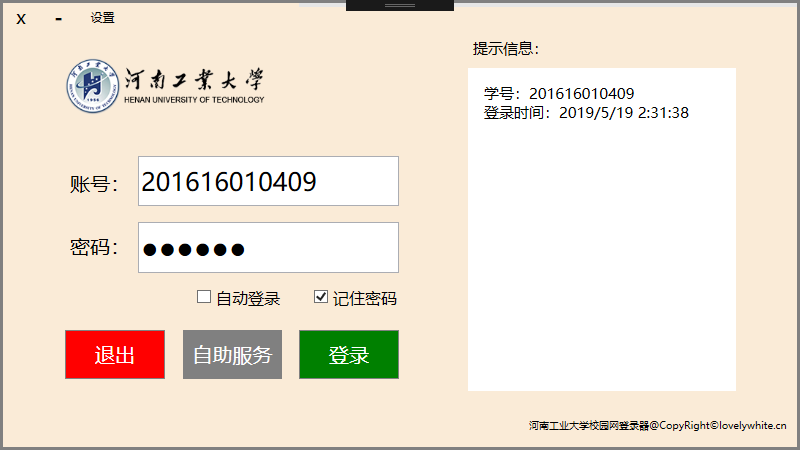 x - 设置
河南工业大学
HENAN UNIVERSITY OF TECHNOLOGY
账号： 201616010409
密码： ●●●●●●
自动登录 记住密码
退出 自助服务 登录
提示信息：
学号：201616010409
登录时间：2019/5/19 2:31:38
河南工业大学校园网登录器@CopyRight©lovelywhite.cn